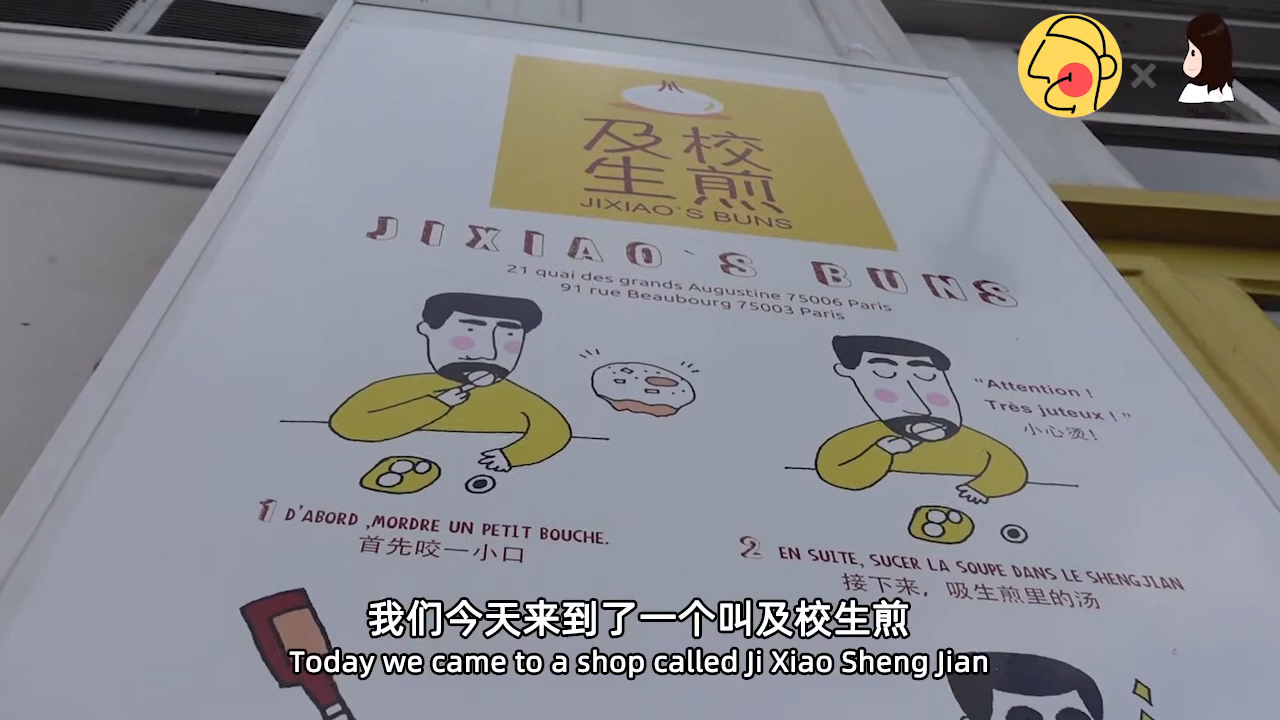 及校
生煎
JIXIAO`S BUNS
JIXIAO`S BUNS
21 quai des grands Augustine 75006 Paris
91 rue Beaubourg 75003 Paris
"Attention !
Très juteux ! "
小心烫!
1 D'ABORD ,MORDRE UN PETIT BOUCHE.
首先咬一小口
2 EN SUITE, SUCER LA SOUPE DANS LE SHENGJIAN
接下来，吸生煎里的汤
我们今天来到了一个叫及校生煎
Today we came to a shop called Ji Xiao Sheng Jian